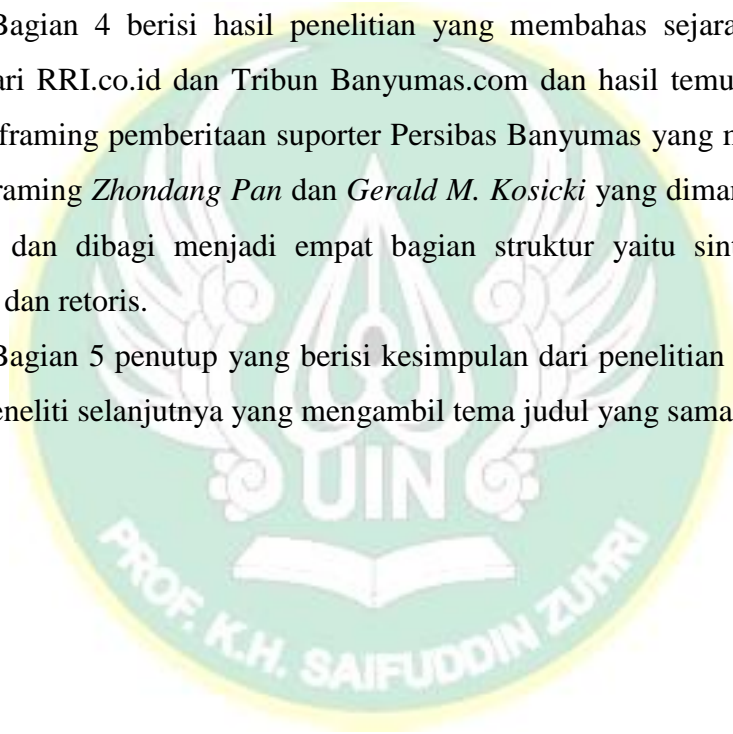 Bagian 4 berisi hasil penelitian yang membahas sejara
ari RRI.co.id dan Tribun Banyumas.com dan hasil temu
framing pemberitaan suporter Persibas Banyumas yang
raming Zhondang Pan dan Gerald M. Kosicki yang dimar
dan dibagi menjadi empat bagian struktur yaitu sin
dan retoris.
Bagian 5 penutup yang berisi kesimpulan dari penelitian
eneliti selanjutnya yang mengambil tema judul yang sama
UIN
PROF. K.H. SAIFUDDIN ZUHRI